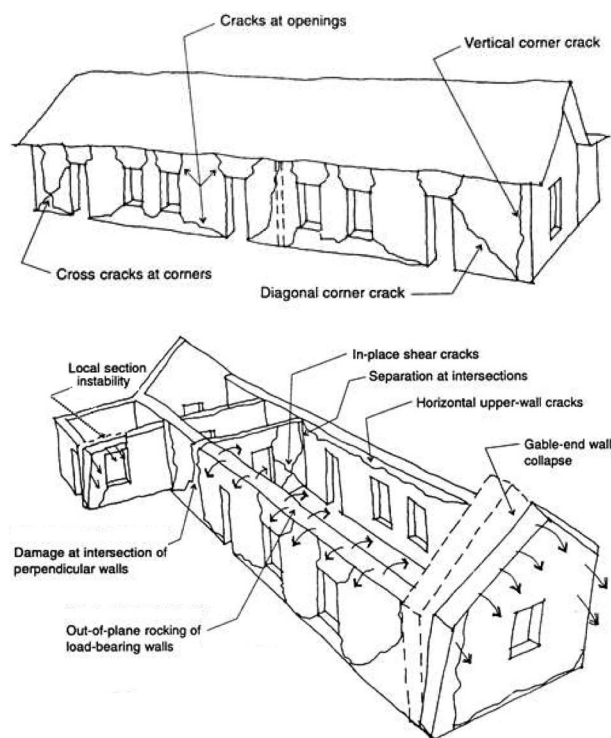 Cracks at openings
Vertical corner crack
Cross cracks at corners
Diagonal corner crack
In-place shear cracks
Local section
instability
Separation at intersections
Horizontal upper-wall cracks
Gable-end wall
collapse
Damage at intersection of
perpendicular walls
Out-of-plane rocking of
load-bearing walls